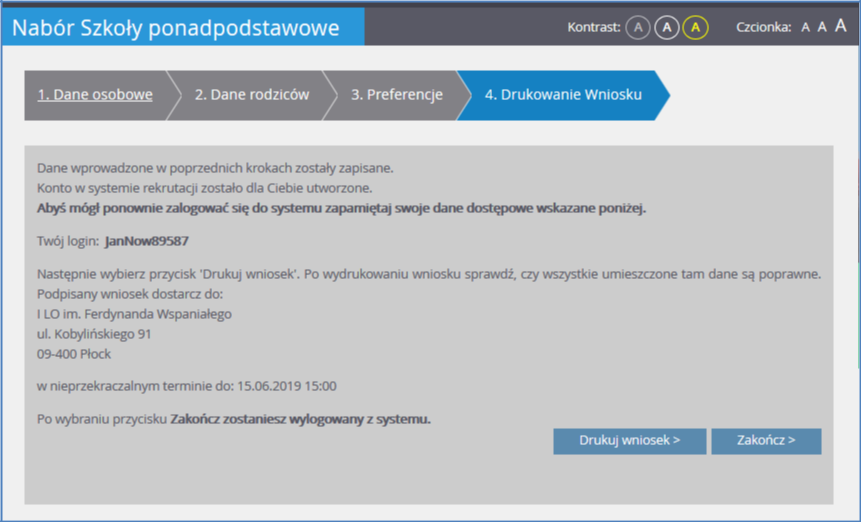 Nabór Szkoły ponadpodstawowe
Kontrast: A A A Czcionka: A A A
1. Dane osobowe 2. Dane rodziców 3. Preferencje 4. Drukowanie Wniosku
Dane wprowadzone w poprzednich krokach zostały zapisane.
Konto w systemie rekrutacji zostało dla Ciebie utworzone.
Abyś mógł ponownie zalogować się do systemu zapamiętaj swoje dane dostępowe wskazane poniżej.
Twój login: JanNow89587
Następnie wybierz przycisk 'Drukuj wniosek'. Po wydrukowaniu wniosku sprawdź, czy wszystkie umieszczone tam dane są poprawne.
Podpisany wniosek dostarcz do:
I LO im. Ferdynanda Wspaniałego
ul. Kobylińskiego 91
09-400 Płock
w nieprzekraczalnym terminie do: 15.06.2019 15:00
Po wybraniu przycisku Zakończ zostaniesz wylogowany z systemu.
Drukuj wniosek > Zakończ >